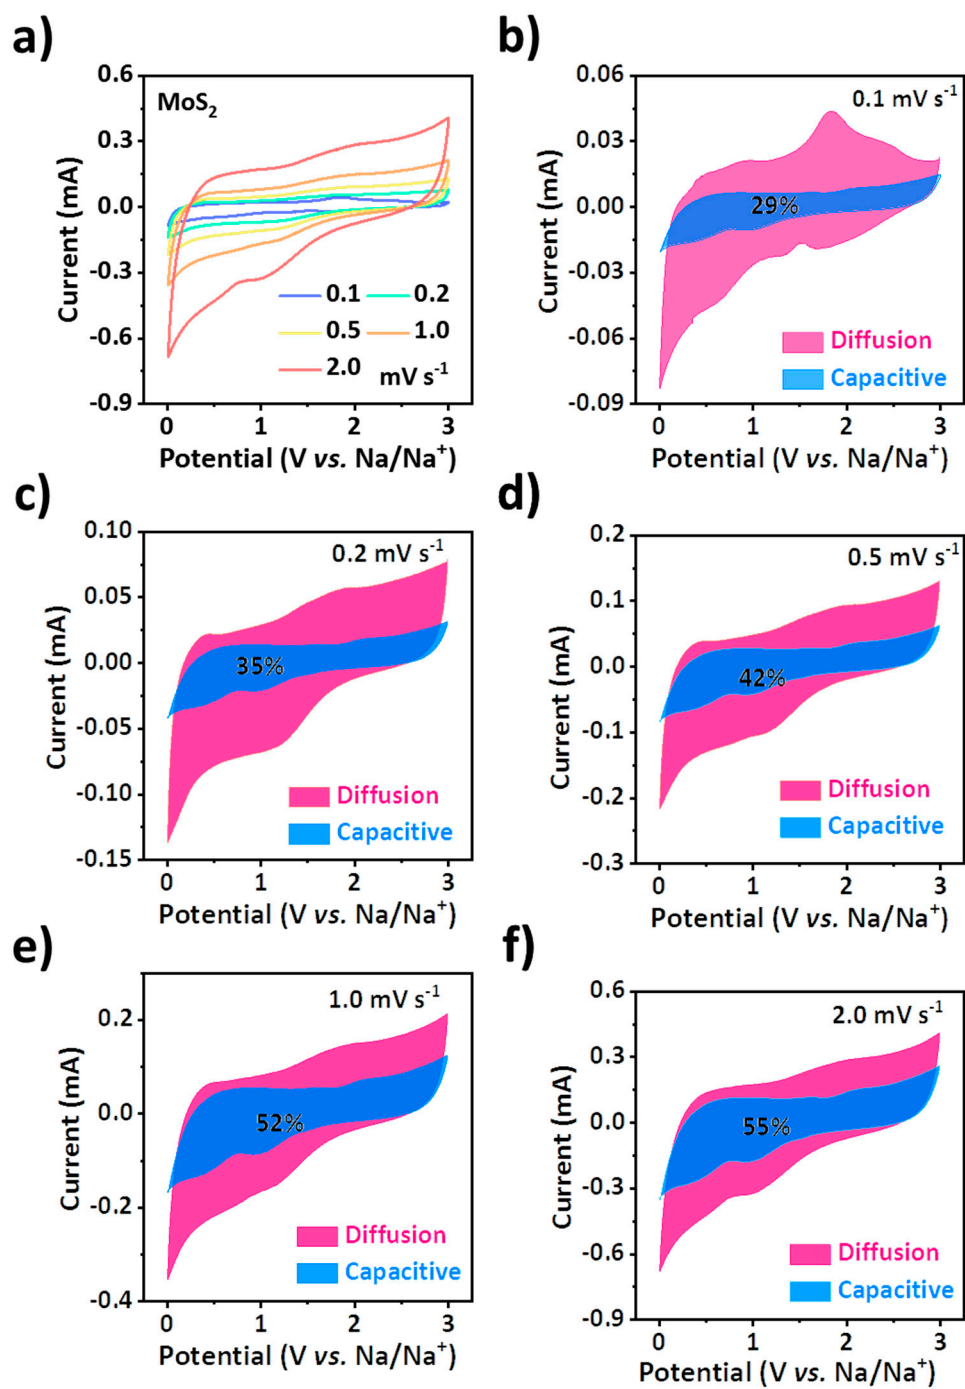 a)
MoS2
Current (mA)
0.6
0.3
0.0
-0.3
-0.6
-0.9
0.1 0.2
0.5 1.0
2.0 mV s-1
0 1 2 3
Potential (V vs. Na/Na+)
b)
0.1 mV s-1
Current (mA)
0.06
0.03
0.00
-0.03
-0.06
-0.09
29%
Diffusion
Capacitive
0 1 2 3
Potential (V vs. Na/Na+)
c)
0.2 mV s-1
Current (mA)
0.10
0.05
0.00
-0.05
-0.10
-0.15
35%
Diffusion
Capacitive
0 1 2 3
Potential (V vs. Na/Na+)
d)
0.5 mV s-1
Current (mA)
0.2
0.1
0.0
-0.1
-0.2
-0.3
42%
Diffusion
Capacitive
0 1 2 3
Potential (V vs. Na/Na+)
e)
1.0 mV s-1
Current (mA)
0.2
0.0
-0.2
-0.4
52%
Diffusion
Capacitive
0 1 2 3
Potential (V vs. Na/Na+)
f)
2.0 mV s-1
Current (mA)
0.6
0.3
0.0
-0.3
-0.6
-0.9
55%
Diffusion
Capacitive
0 1 2 3
Potential (V vs. Na/Na+)